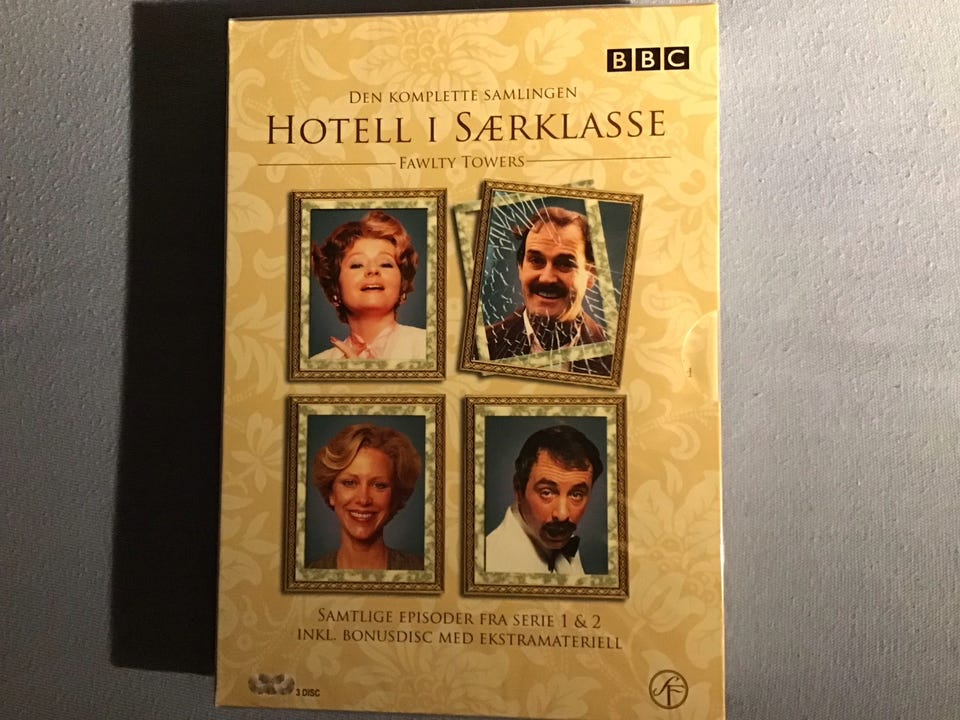 BBC
DEN KOMPLETTE SAMLINGEN
HOTELL I SÆRKLASSE
FAWLTY TOWERS
SAMTLIGE EPISODER FRA SERIE 1 & 2
INKL. BONUSDISC MED EKSTRAMATERIELL
3 DISC
SF